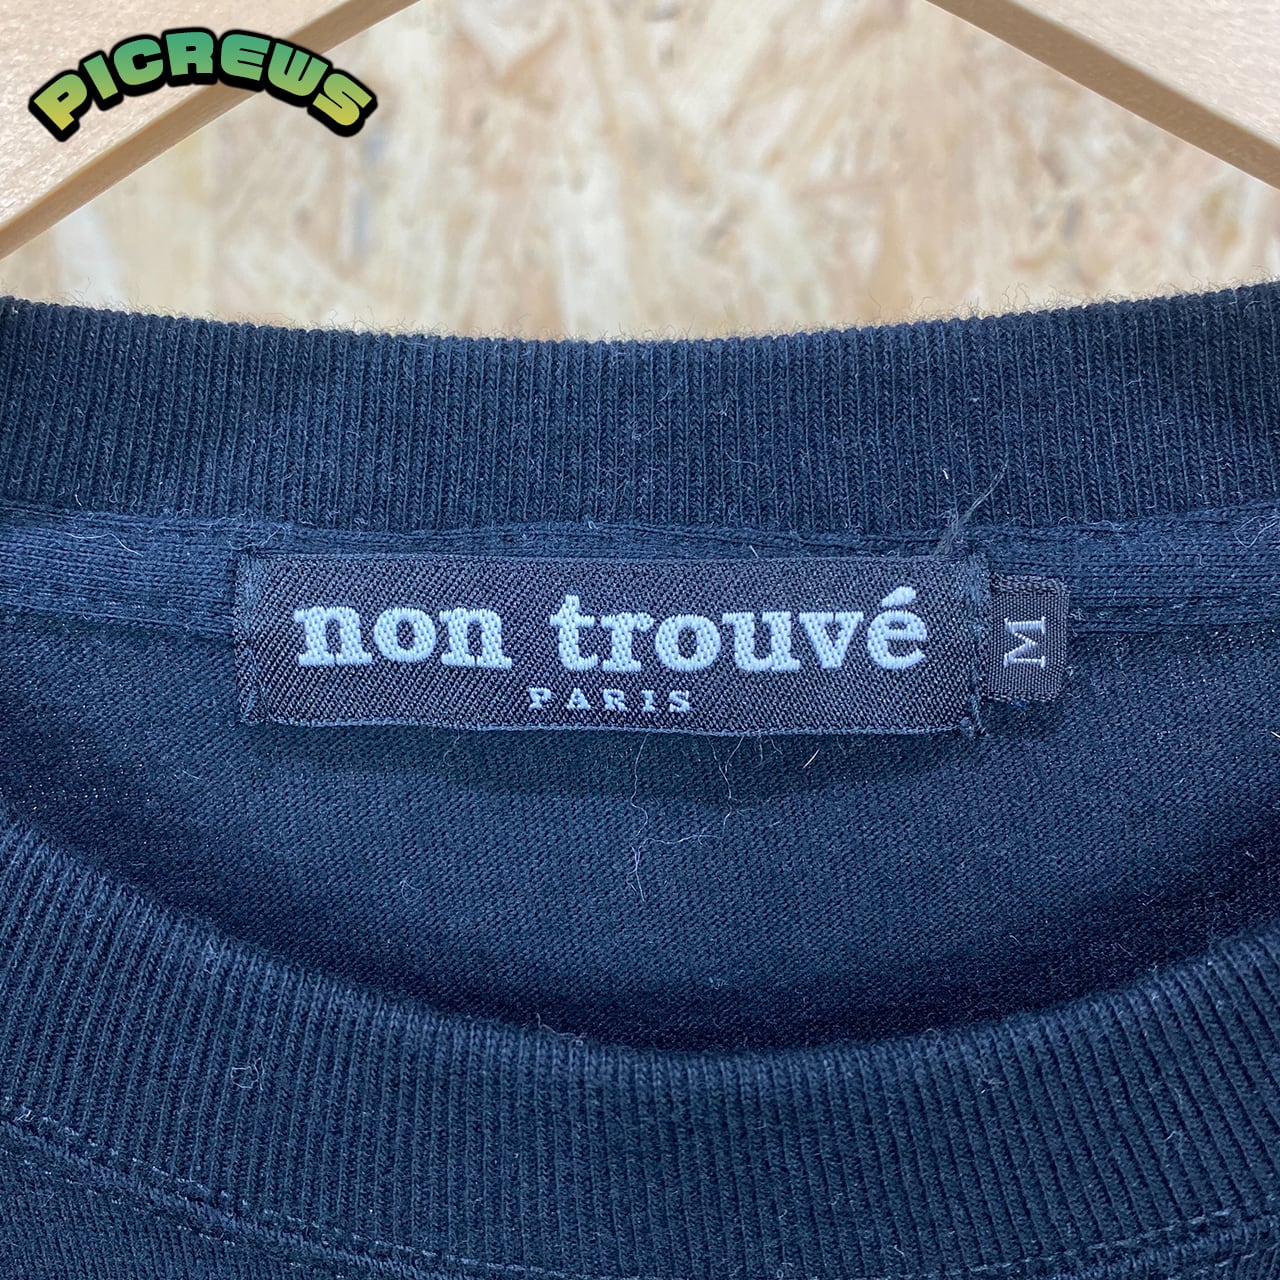 PICREWS
non trouvé
PARIS
M